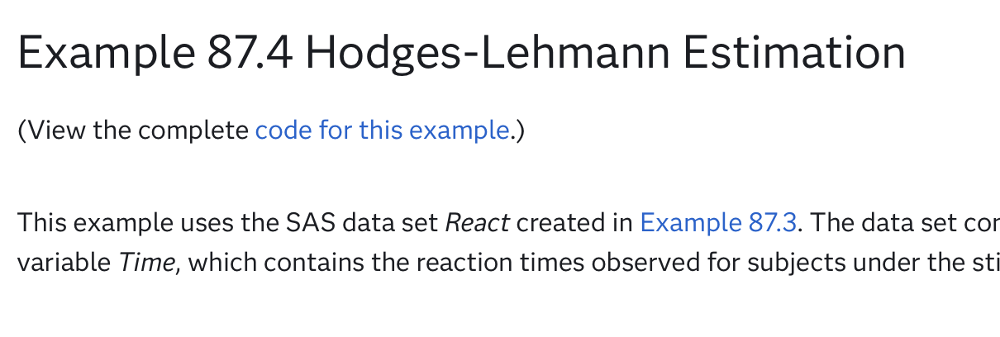 Example 87.4 Hodges-Lehmann Estimation
(View the complete code for this example.)
This example uses the SAS data set React created in Example 87.3. The data set
variable Time, which contains the reaction times observed for subjects under the